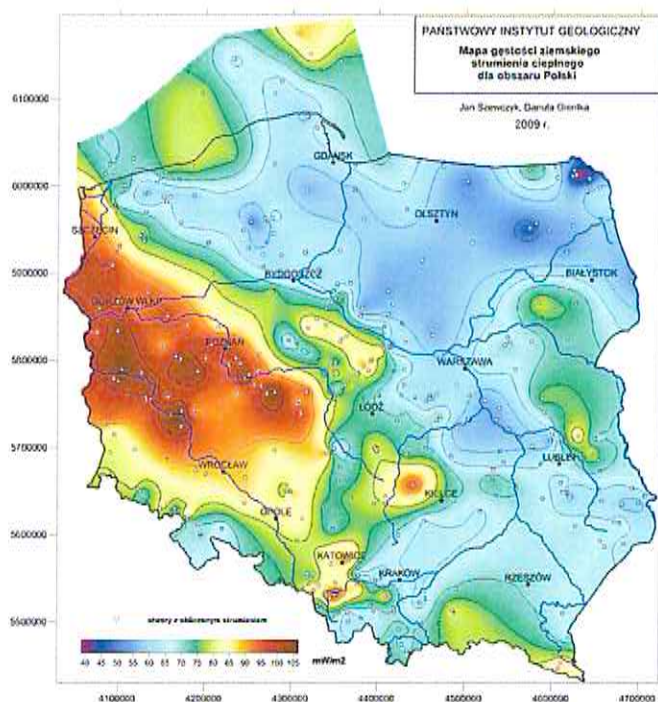 PAŃSTWOWY INSTYTUT GEOLOGICZNY
Mapa gęstości ziemskiego
strumienia cieplnego
dla obszaru Polski
Jan Szewczyk, Danuta Gientka
2009 r.
6100000
GDAŃSK
6000000
OLSZTYN
SZCZECIN
5900000
BYDGOSZCZ
BIAŁYSTOK
GORZÓW WLKP
POZNAŃ
5800000
WARSZAWA
ŁÓDŹ
5700000
WROCŁAW
LUBLIN
KIELCE
5600000
OPOLE
KATOWICE
KRAKÓW
RZESZÓW
5500000
otwory z obliczonym strumieniem
40 45 50 55 60 65 70 75 80 85 90 95 100 105
mW/m2
4100000 4200000 4300000 4400000 4500000 4600000 4700000